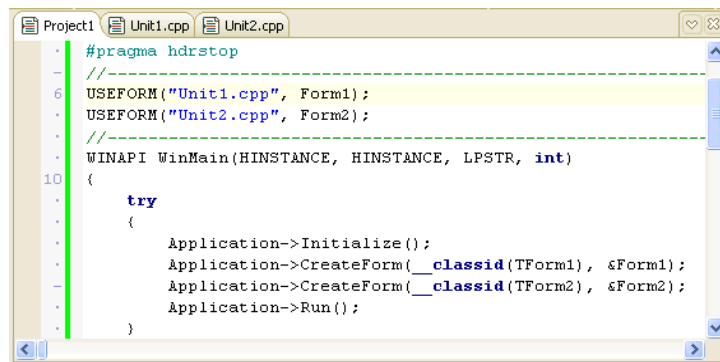 Project1 Unit1.cpp Unit2.cpp
#pragma hdrstop
//------------------------------------------------------------
6 USEFORM("Unit1.cpp", Form1);
USEFORM("Unit2.cpp", Form2);
//------------------------------------------------------------
WINAPI WinMain(HINSTANCE, HINSTANCE, LPSTR, int)
10 {
try
{
Application->Initialize();
Application->CreateForm(__classid(TForm1), &Form1);
Application->CreateForm(__classid(TForm2), &Form2);
Application->Run();
}